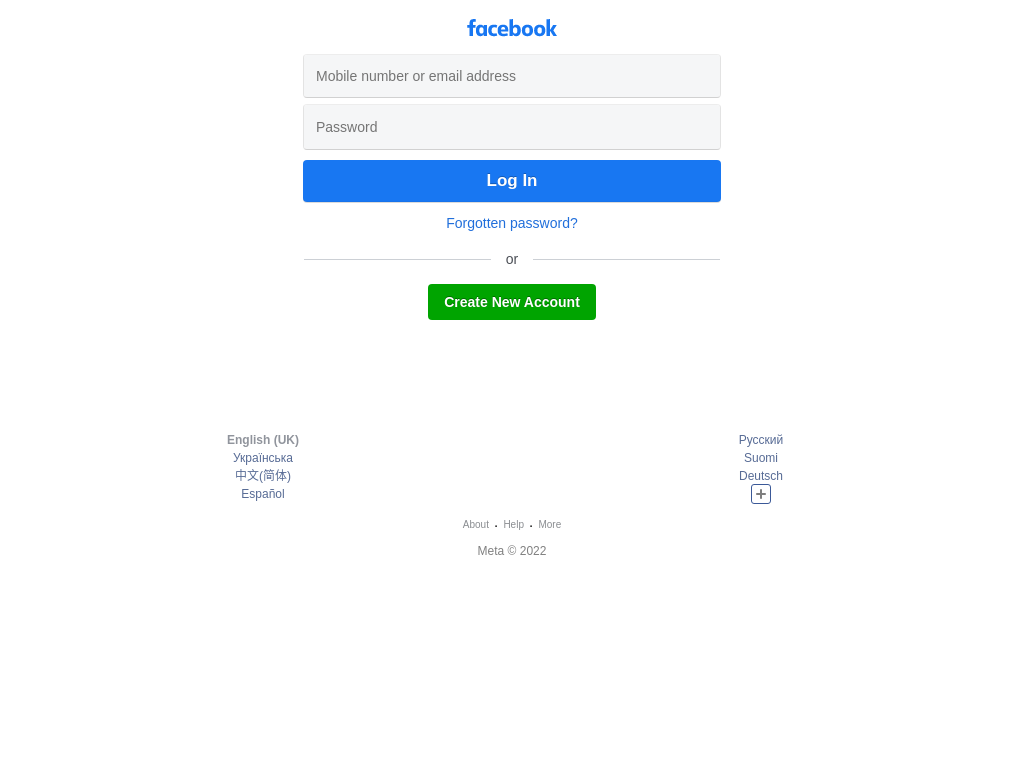 facebook
Mobile number or email address
Password
Log In
Forgotten password?
or
Create New Account
English (UK)
Українська
中文(简体)
Español
Русский
Suomi
Deutsch
About · Help · More
Meta © 2022